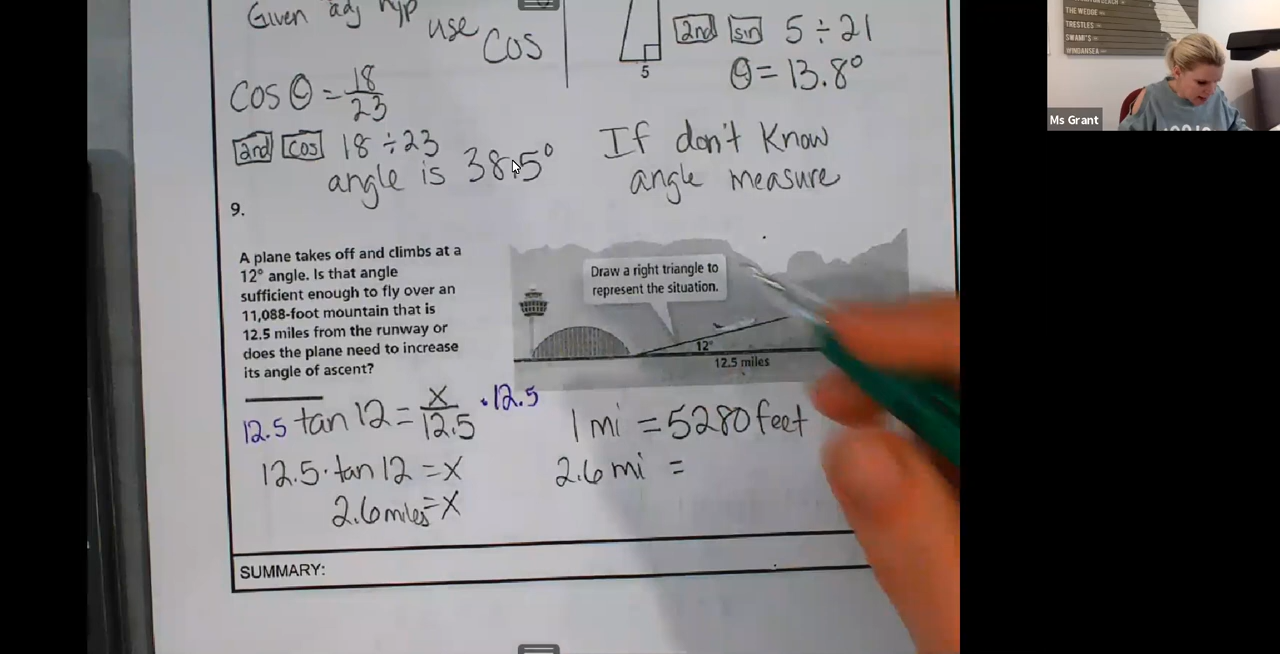 Given adj hyp
use cos
cos θ = 18/23
2nd cos 18 ÷ 23
angle is 38.5°
5
2nd sin 5 ÷ 21
θ = 13.8°
If don't know
angle measure
9.
A plane takes off and climbs at a
12° angle. Is that angle
sufficient enough to fly over an
11,088-foot mountain that is
12.5 miles from the runway or
does the plane need to increase
its angle of ascent?
Draw a right triangle to
represent the situation.
12°
12.5 miles
12.5 tan 12 = x/12.5 · 12.5
12.5 · tan 12 = x
2.6 miles = x
1 mi = 5280 feet
2.6 mi =
SUMMARY:
THE WEDGE
TRESTLES
SWAMI'S
WINDANSEA
Ms Grant